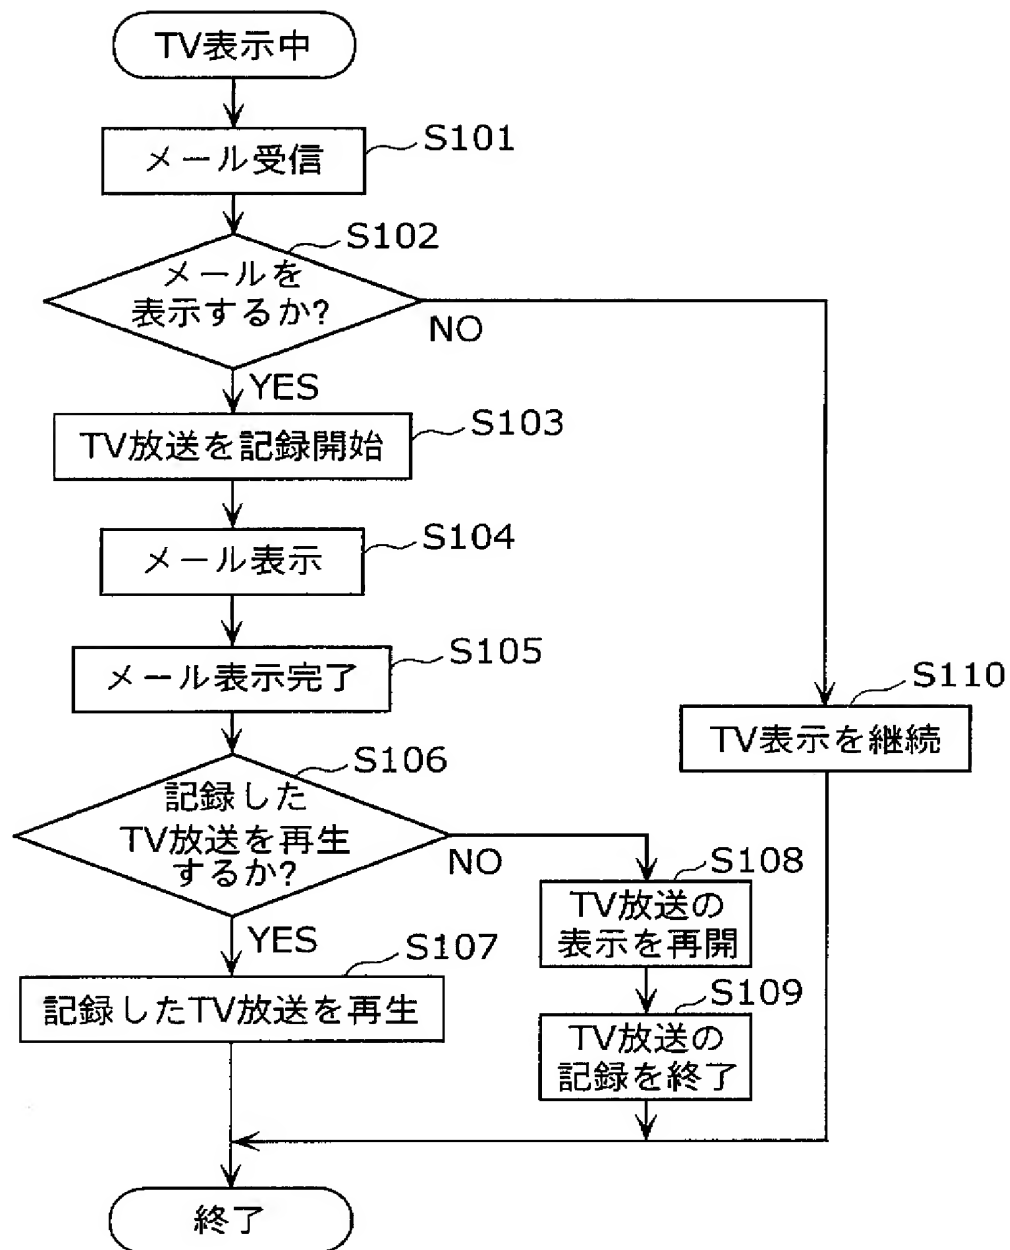 TV表示中
S101
メール受信
S102
メールを
表示するか?
NO
YES
S103
TV放送を記録開始
S104
メール表示
S105
メール表示完了
S110
TV表示を継続
S106
記録した
TV放送を再生
するか?
NO
YES
S108
TV放送の
表示を再開
S107
記録したTV放送を再生
S109
TV放送の
記録を終了
終了